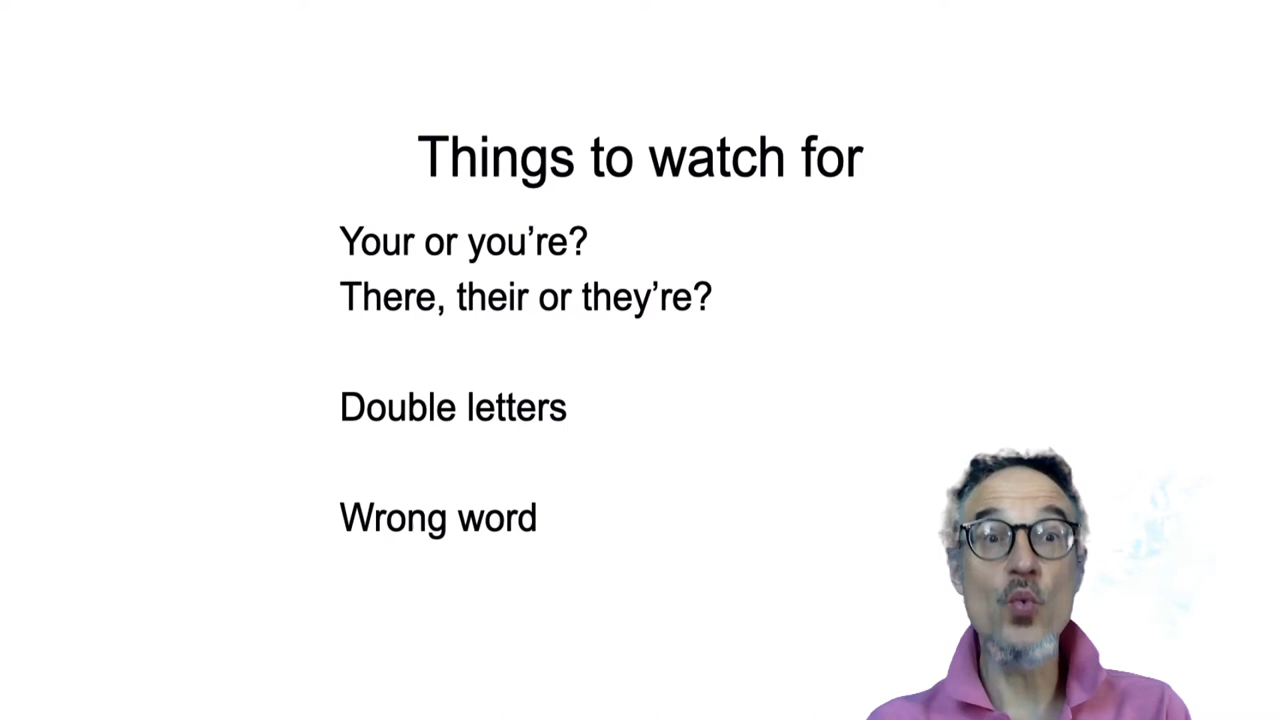 Things to watch for
Your or you’re?
There, their or they’re?
Double letters
Wrong word